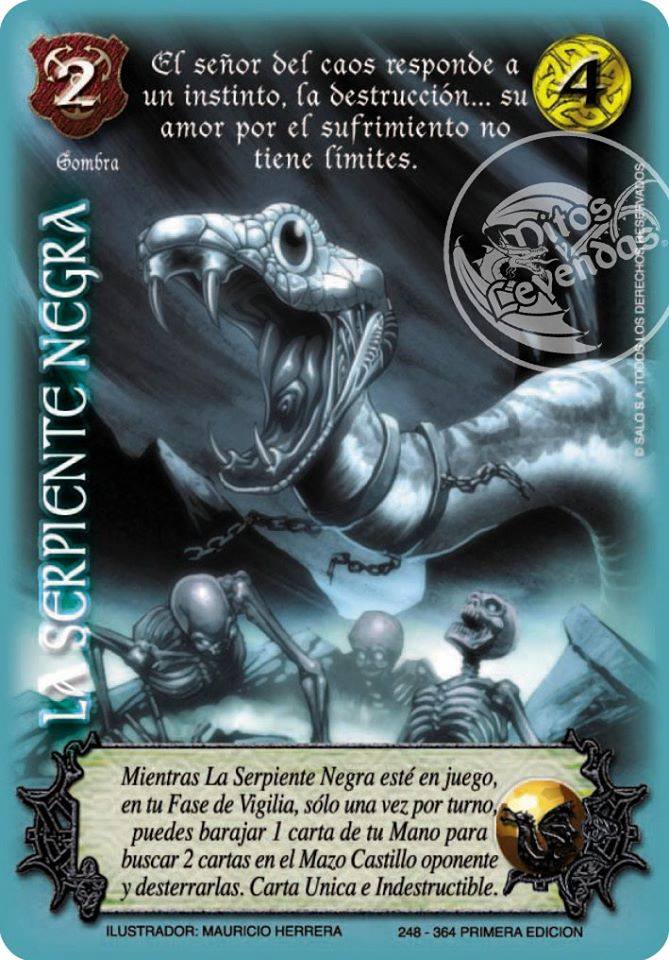 2
4
El señor del caos responde a
un instinto, la destrucción... su
amor por el sufrimiento no
tiene límites.
Sombra
Mitos
y
Leyendas
© SALO S.A. TODOS LOS DERECHOS RESERVADOS
LA SERPIENTE NEGRA
Mientras La Serpiente Negra esté en juego,
en tu Fase de Vigilia, sólo una vez por turno,
puedes barajar 1 carta de tu Mano para
buscar 2 cartas en el Mazo Castillo oponente
y desterrarlas. Carta Unica e Indestructible.
ILUSTRADOR: MAURICIO HERRERA 248 - 364 PRIMERA EDICION